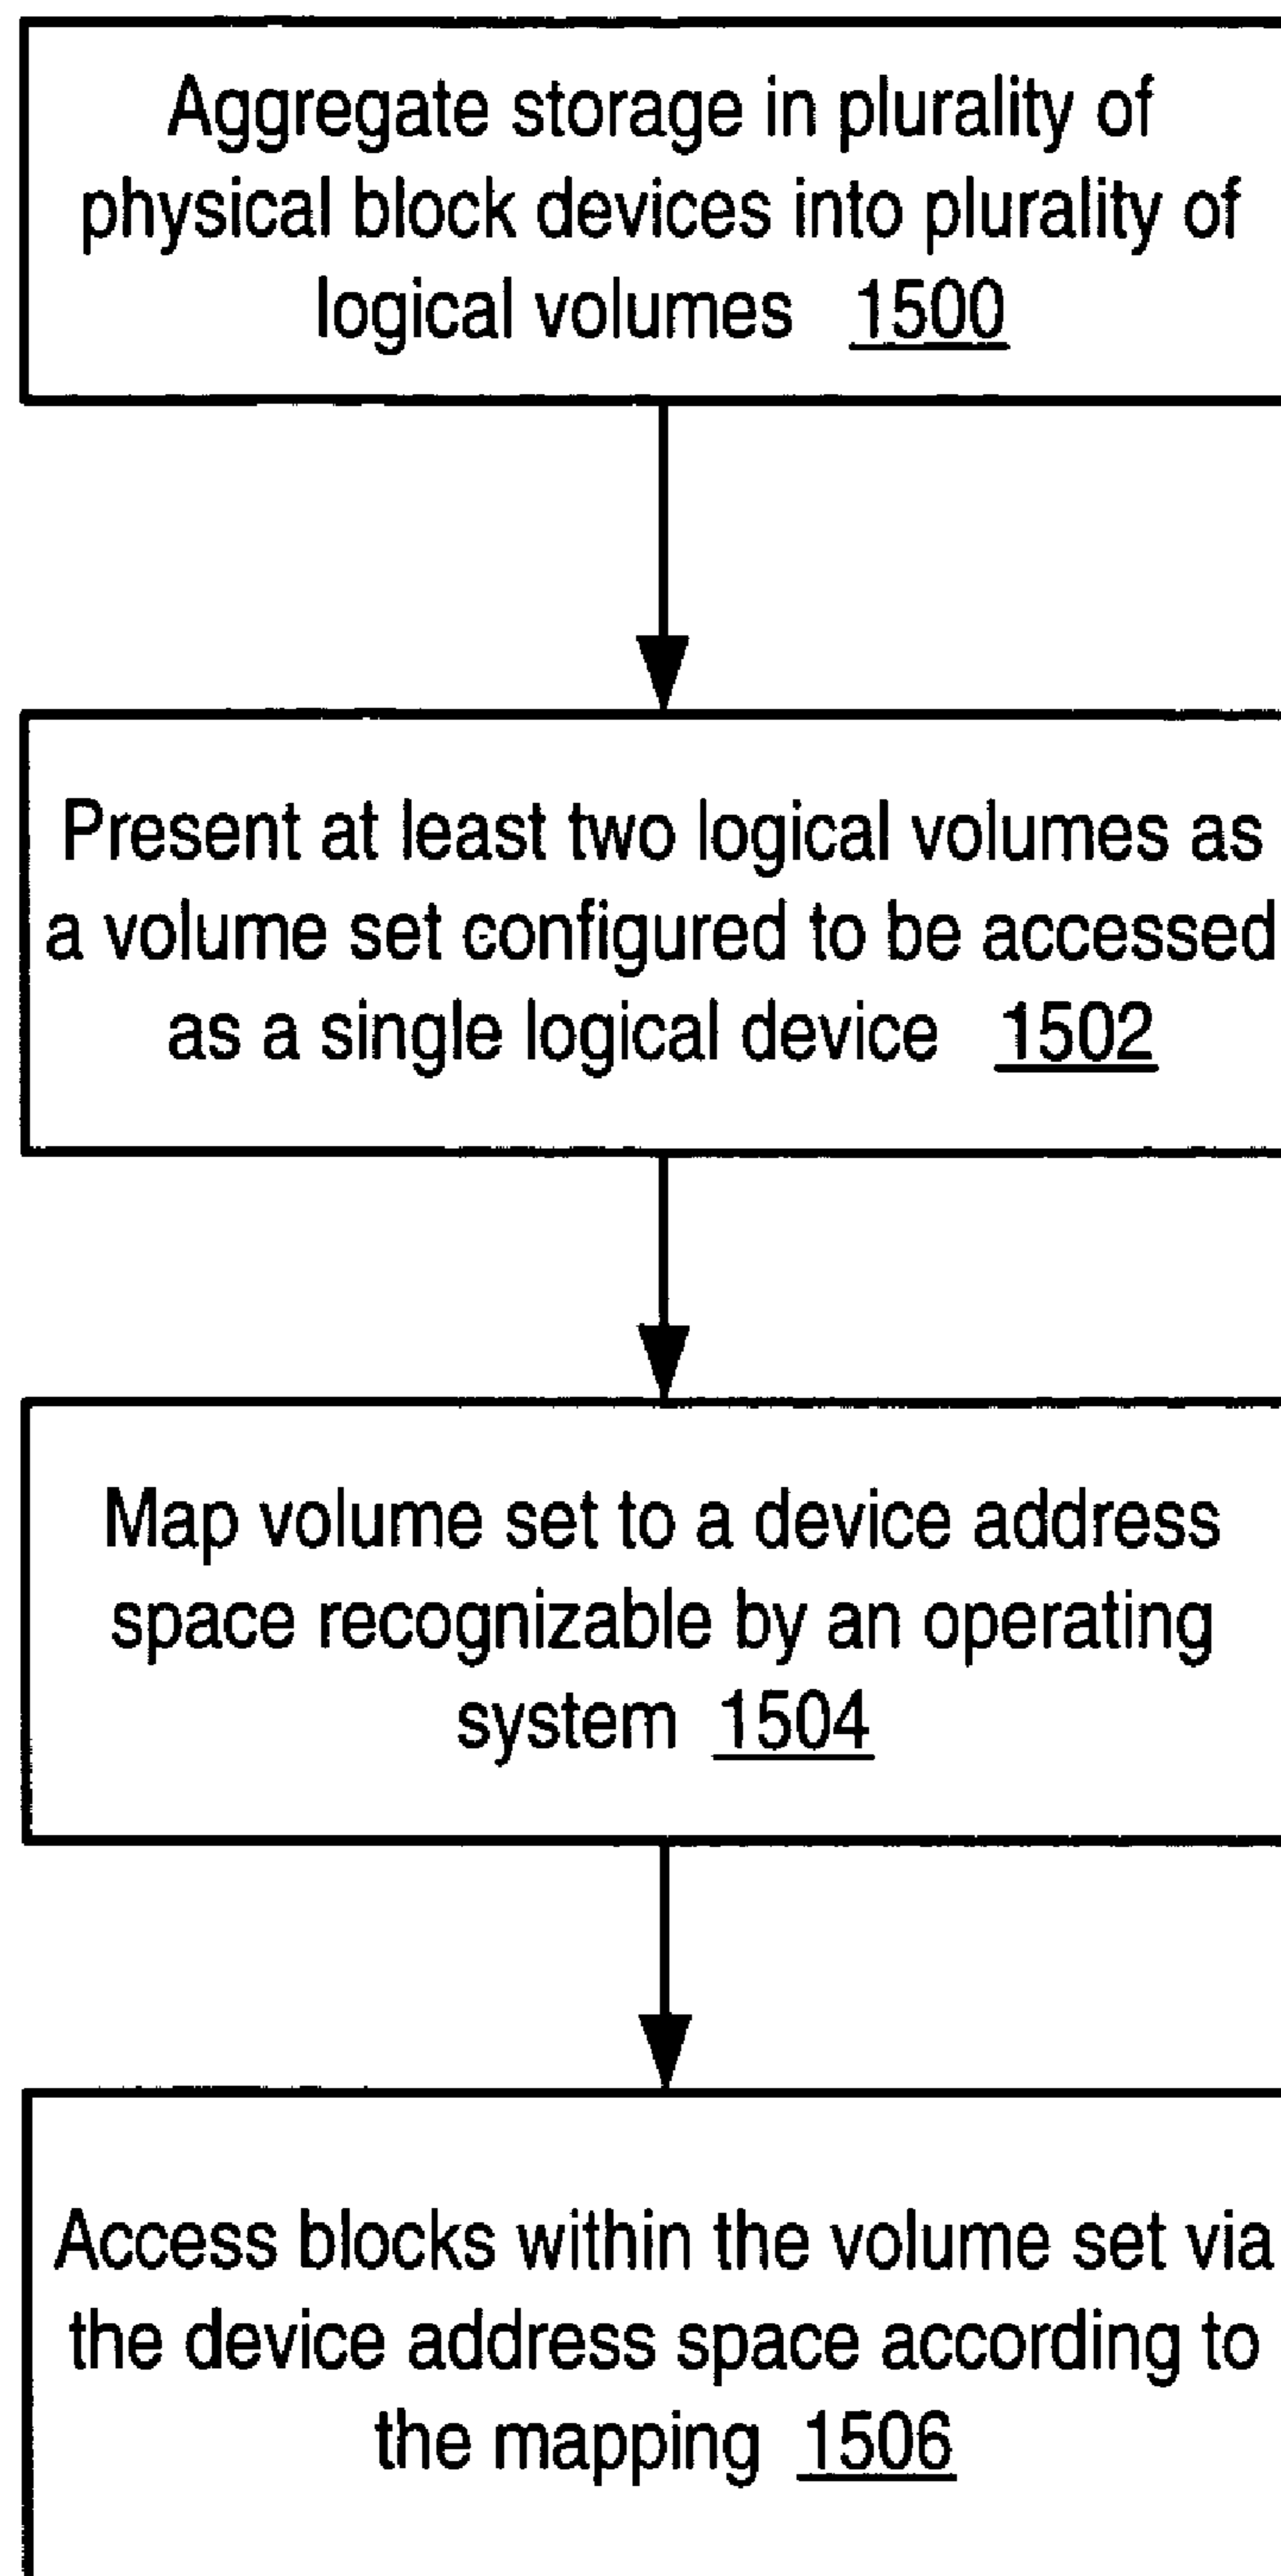 Aggregate storage in plurality of
physical block devices into plurality of
logical volumes 1500
Present at least two logical volumes as
a volume set configured to be accessed
as a single logical device 1502
Map volume set to a device address
space recognizable by an operating
system 1504
Access blocks within the volume set via
the device address space according to
the mapping 1506